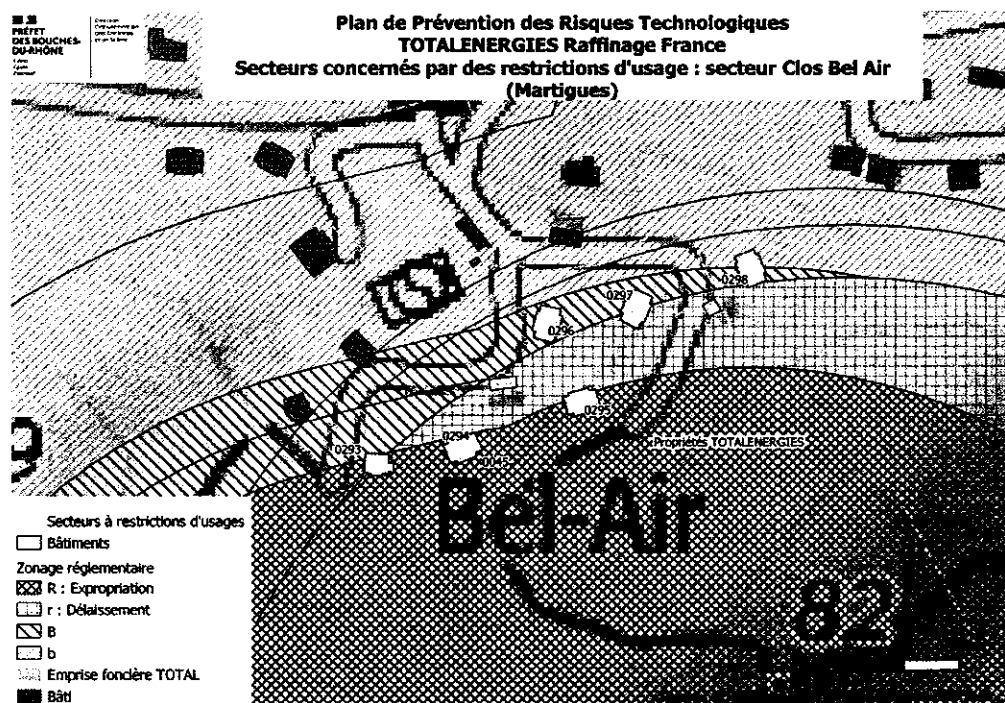 PRÉFET
DES BOUCHES-
DU-RHÔNE
Plan de Prévention des Risques Technologiques
TOTALENERGIES Raffinage France
Secteurs concernés par des restrictions d'usage : secteur Clos Bel Air
(Martigues)
0298
0297
0296
0295
0294
0293
0045
Propriétés TOTALENERGIES
Bel-Air
82
9
Secteurs à restrictions d'usages
Bâtiments
Zonage réglementaire
R : Expropriation
r : Délaissement
B
b
Emprise foncière TOTAL
Bâti